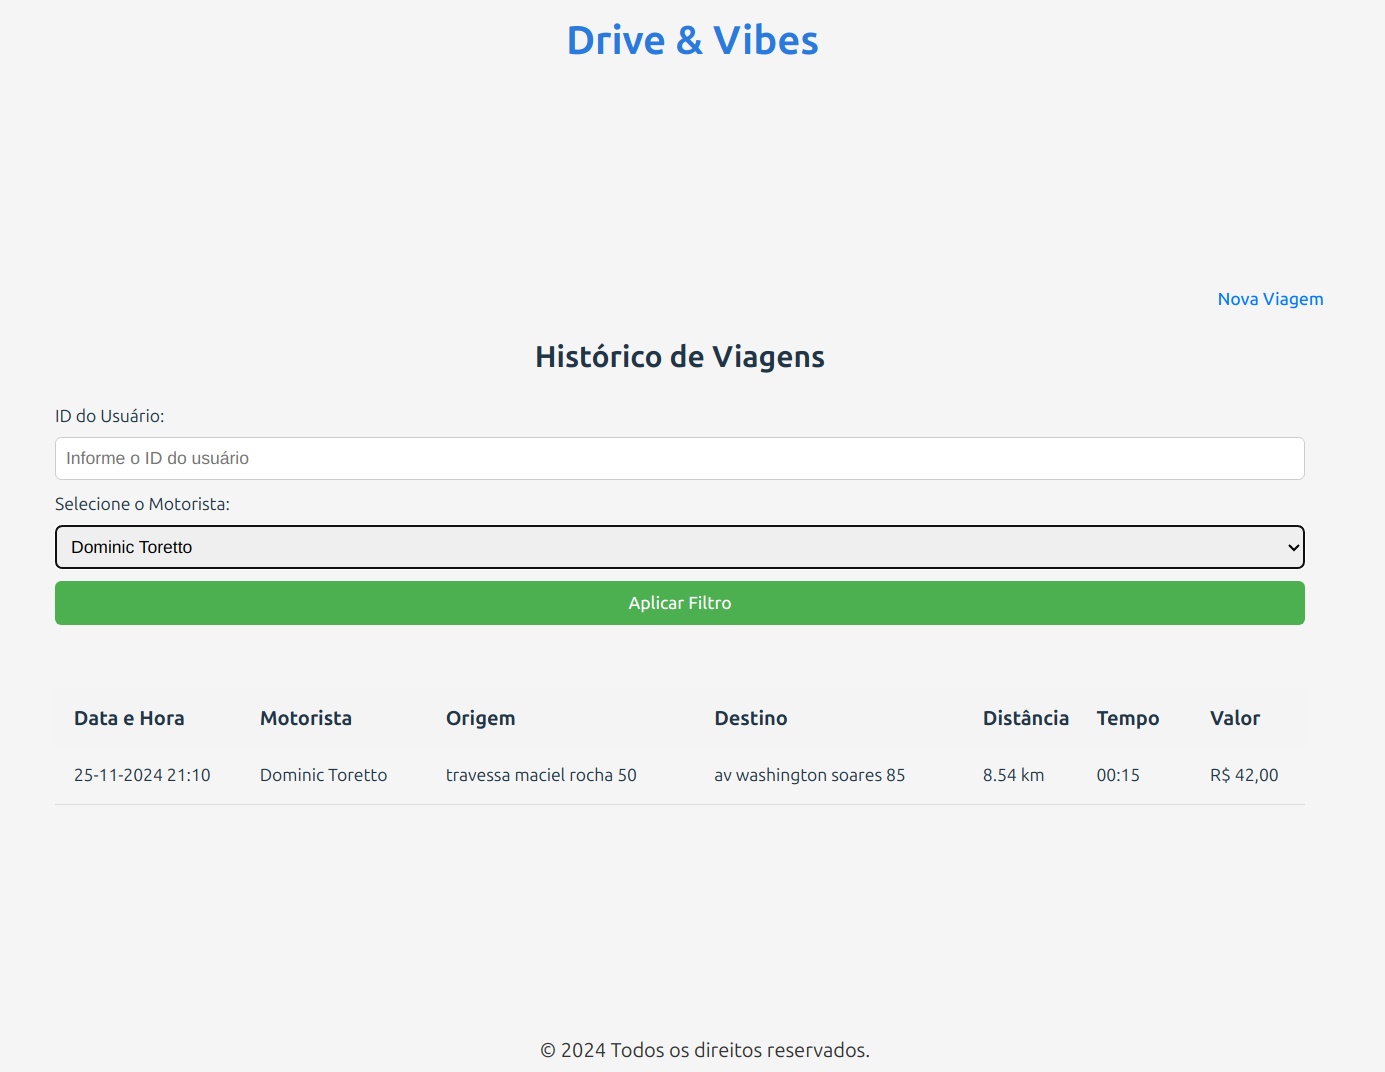 Drive & Vibes
Nova Viagem
Histórico de Viagens
ID do Usuário:
Informe o ID do usuário
Selecione o Motorista:
Dominic Toretto
Aplicar Filtro
Data e Hora Motorista Origem Destino Distância Tempo Valor
25-11-2024 21:10 Dominic Toretto travessa maciel rocha 50 av washington soares 85 8.54 km 00:15 R$ 42,00
© 2024 Todos os direitos reservados.